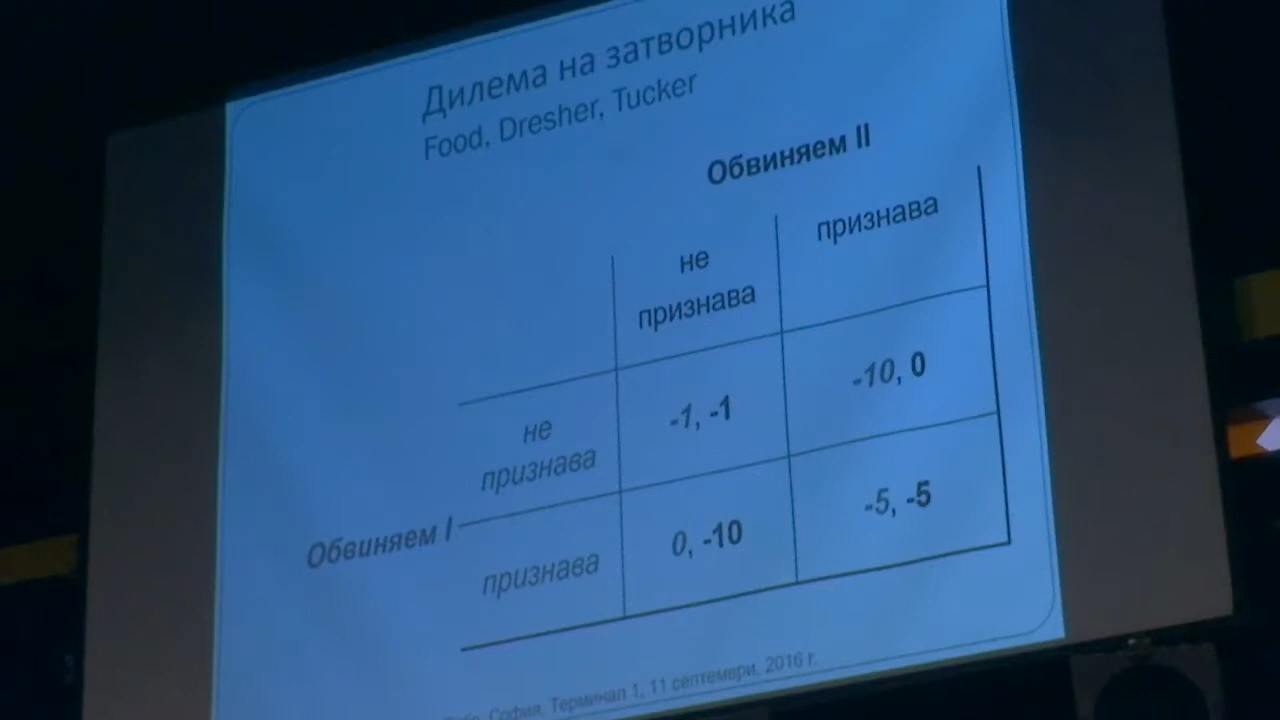 Дилема на затворника
Food, Dresher, Tucker
Обвиняем II
не
признава
признава
не
признава
-1, -1
-10, 0
Обвиняем I
признава
0, -10
-5, -5
София, Терминал 1, 11 септември, 2016 г.